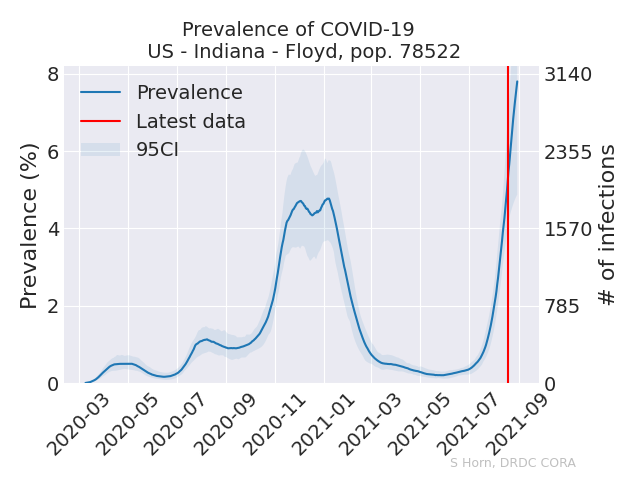 Prevalence of COVID-19
US - Indiana - Floyd, pop. 78522
Prevalence
Latest data
95CI
Prevalence (%)
8
6
4
2
0
3140
2355
1570
785
0
# of infections
2020-03
2020-05
2020-07
2020-09
2020-11
2021-01
2021-03
2021-05
2021-07
2021-09
S Horn, DRDC CORA